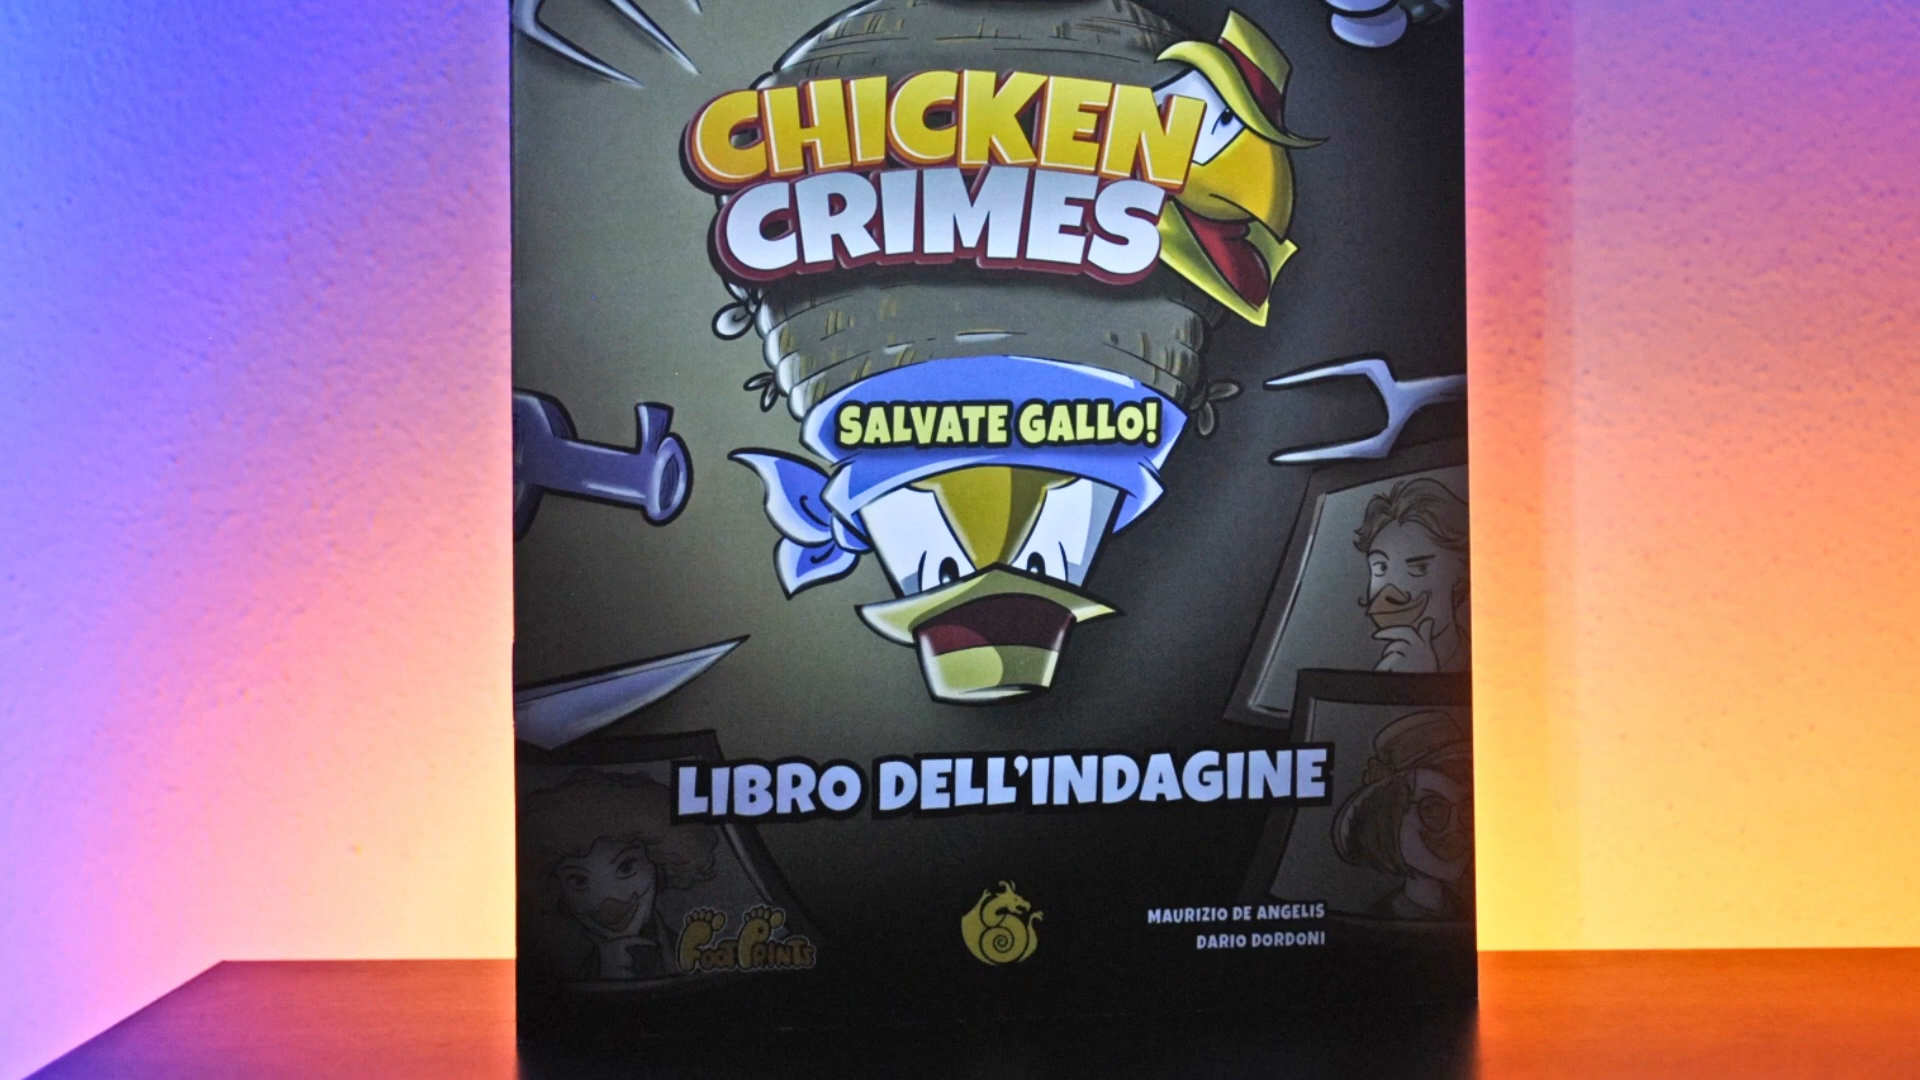 CHICKEN
CRIMES
SALVATE GALLO!
LIBRO DELL'INDAGINE
FOOTPRINTS
MAURIZIO DE ANGELIS
DARIO DORDONI